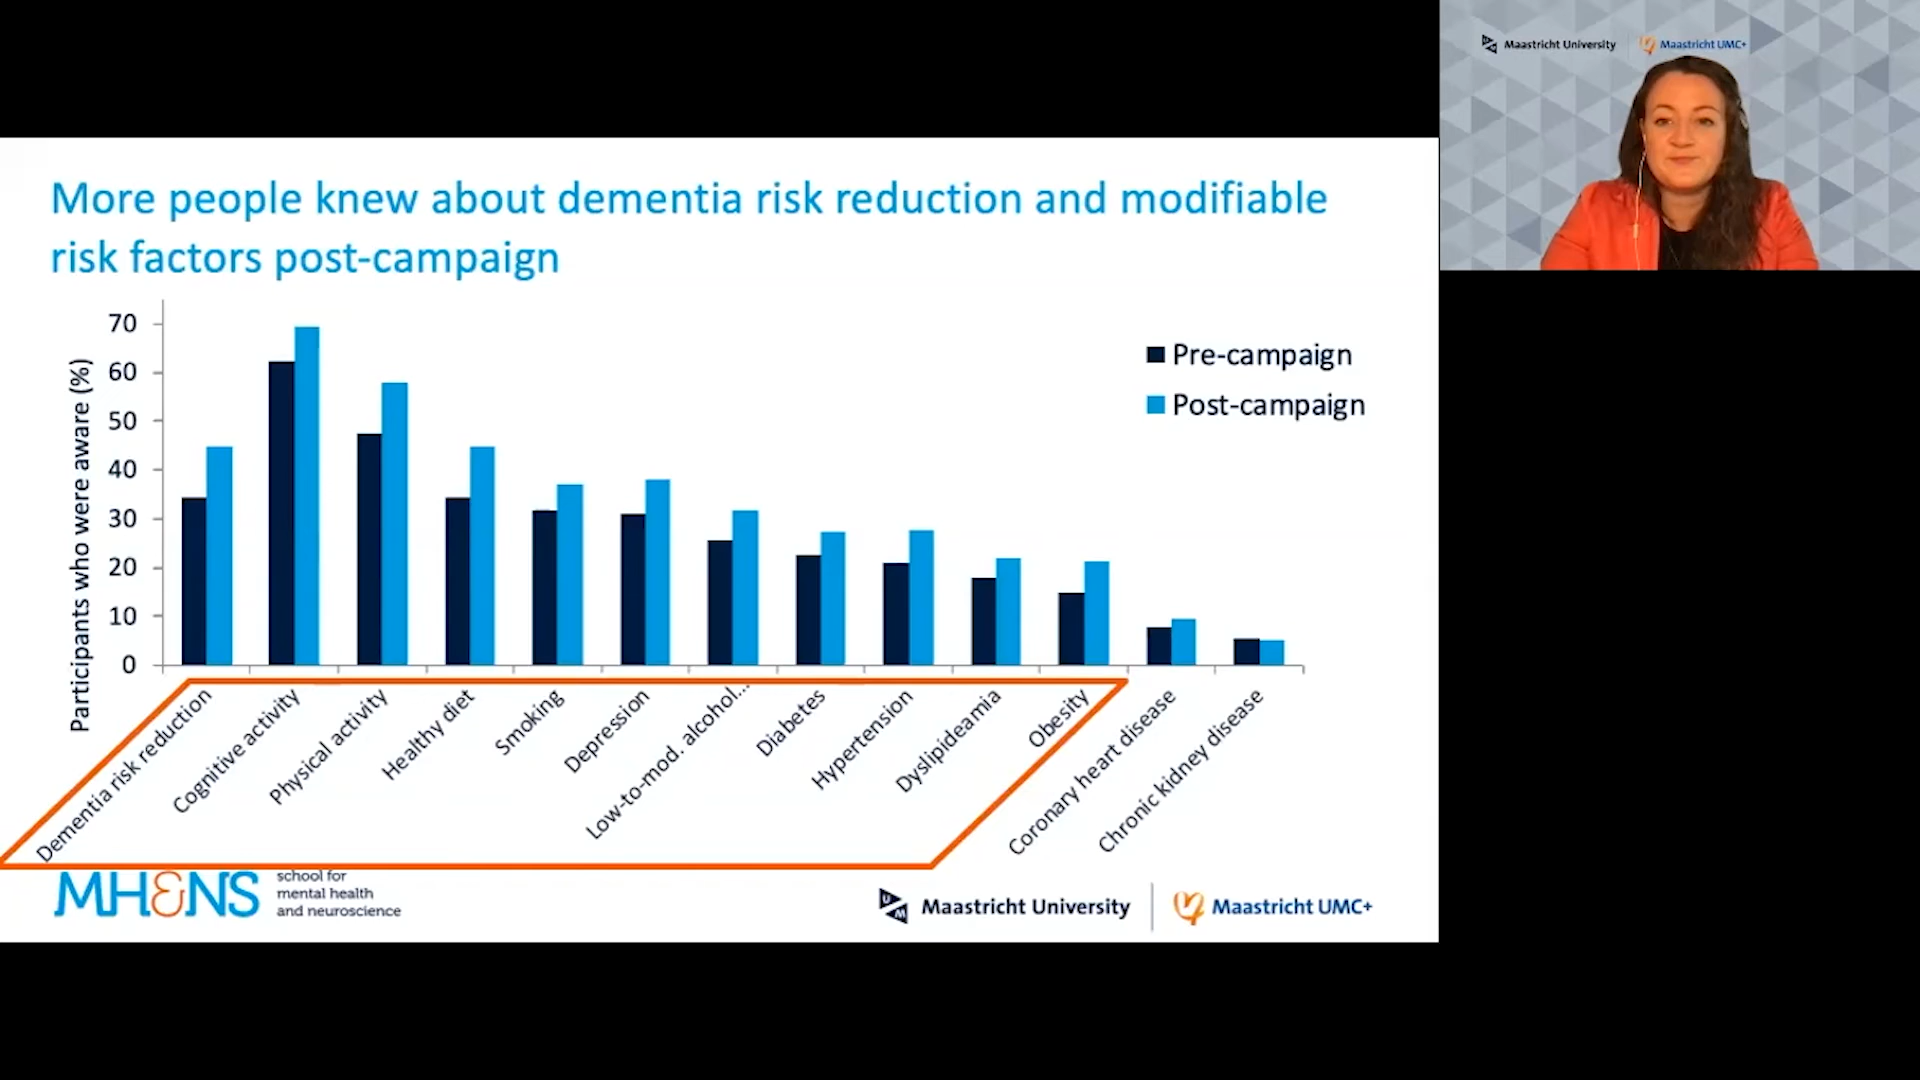 Maastricht University
Maastricht UMC+
More people knew about dementia risk reduction and modifiable
risk factors post-campaign
Participants who were aware (%)
70
60
50
40
30
20
10
0
Pre-campaign
Post-campaign
Dementia risk reduction
Cognitive activity
Physical activity
Healthy diet
Smoking
Depression
Low-to-mod. alcohol...
Diabetes
Hypertension
Dyslipideamia
Obesity
Coronary heart disease
Chronic kidney disease
MH&NS
school for
mental health
and neuroscience
Maastricht University
Maastricht UMC+